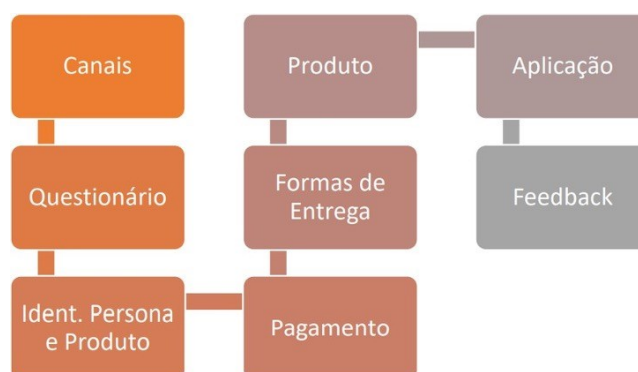 Canais
Questionário
Ident. Persona
e Produto
Pagamento
Formas de
Entrega
Produto
Aplicação
Feedback